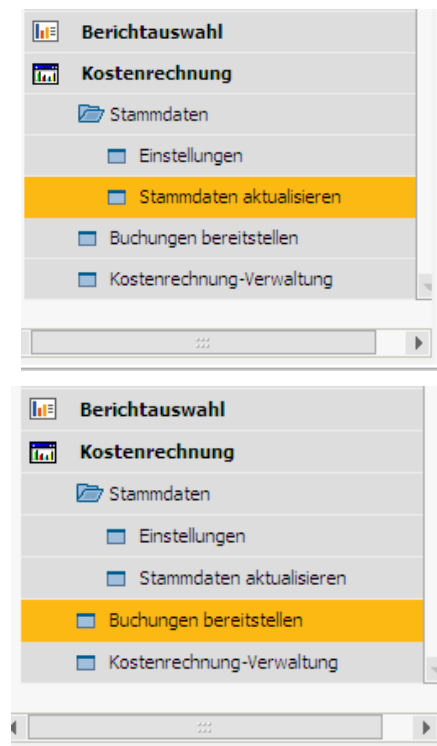 Berichtauswahl
Kostenrechnung
Stammdaten
Einstellungen
Stammdaten aktualisieren
Buchungen bereitstellen
Kostenrechnung-Verwaltung
Berichtauswahl
Kostenrechnung
Stammdaten
Einstellungen
Stammdaten aktualisieren
Buchungen bereitstellen
Kostenrechnung-Verwaltung